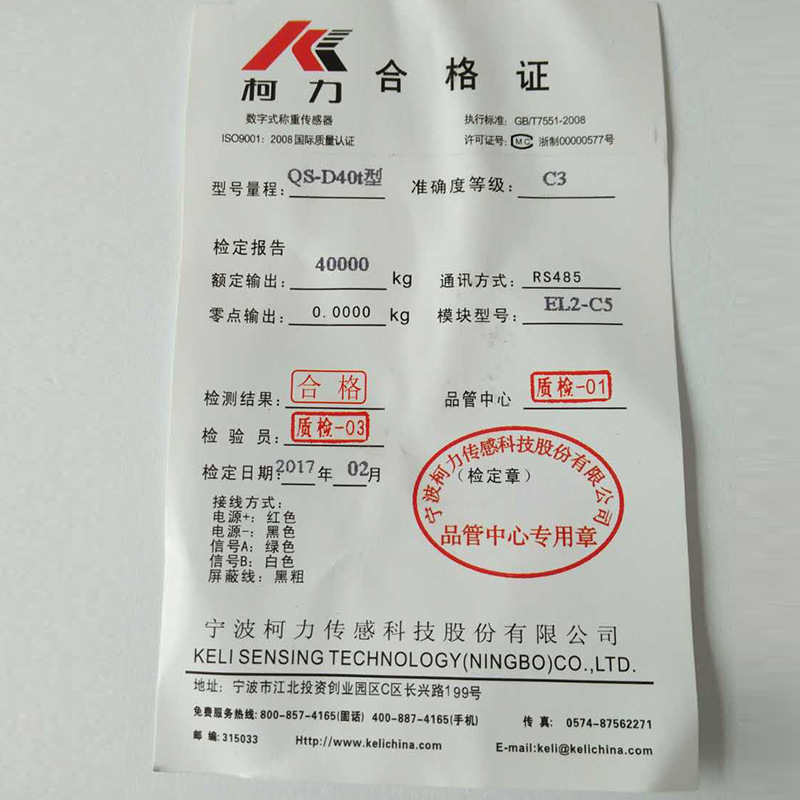 柯力 合格证
数字式称重传感器 执行标准: GB/T7551-2008
ISO9001: 2008国际质量认证 许可证号: MC 浙制00000577号
型号量程: QS-D40t型 准确度等级: C3
检定报告
额定输出: 40000 kg 通讯方式: RS485
零点输出: 0.0000 kg 模块型号: EL2-C5
检测结果: 合格 品管中心 质检-01
检验员: 质检-03
检定日期: 2017年 02月 (检定章)
宁波柯力传感科技股份有限公司
品管中心专用章
接线方式:
电源+: 红色
电源-: 黑色
信号A: 绿色
信号B: 白色
屏蔽线: 黑粗
宁波柯力传感科技股份有限公司
KELI SENSING TECHNOLOGY(NINGBO)CO.,LTD.
地址: 宁波市江北投资创业园区C区长兴路199号
免费服务热线: 800-857-4165(固话) 400-887-4165(手机) 传 真: 0574-87562271
邮 编: 315033 Http://www.kelichina.com E-mail:keli@kelichina.com